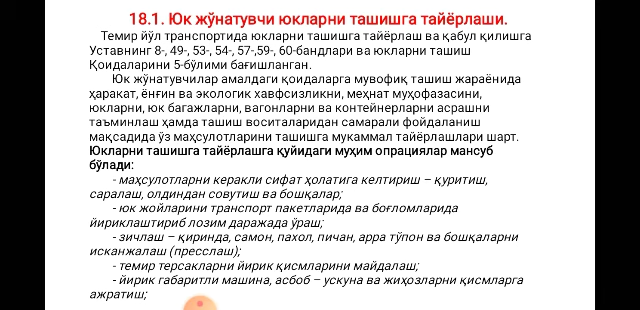 18.1. Юк жўнатувчи юкларни ташишга тайёрлаши.
Темир йўл транспортида юкларни ташишга тайёрлаш ва қабул қилишга
Уставнинг 8-, 49-, 53-, 54-, 57-,59-, 60-бандлари ва юкларни ташиш
Қоидаларини 5-бўлими бағишланган.
Юк жўнатувчилар амалдаги қоидаларга мувофиқ ташиш жараёнида
ҳаракат, ёнғин ва экологик хавфсизликни, меҳнат муҳофазасини,
юкларни, юк багажларни, вагонларни ва контейнерларни асрашни
таъминлаш ҳамда ташиш воситаларидан самарали фойдаланиш
мақсадида ўз маҳсулотларини ташишга мукаммал тайёрлашлари шарт.
Юкларни ташишга тайёрлашга қуйидаги муҳим опрациялар мансуб
бўлади:
- маҳсулотларни керакли сифат ҳолатига келтириш – қуритиш,
саралаш, олдиндан совутиш ва бошқалар;
- юк жойларини транспорт пакетларида ва боғломларида
йириклаштириб лозим даражада ўраш;
- зичлаш – қиринда, самон, пахол, пичан, арра тўпон ва бошқаларни
исканжалаш (пресслаш);
- темир терсакларни йирик қисмларини майдалаш;
- йирик габаритли машина, асбоб – ускуна ва жиҳозларни қисмларга
ажратиш;